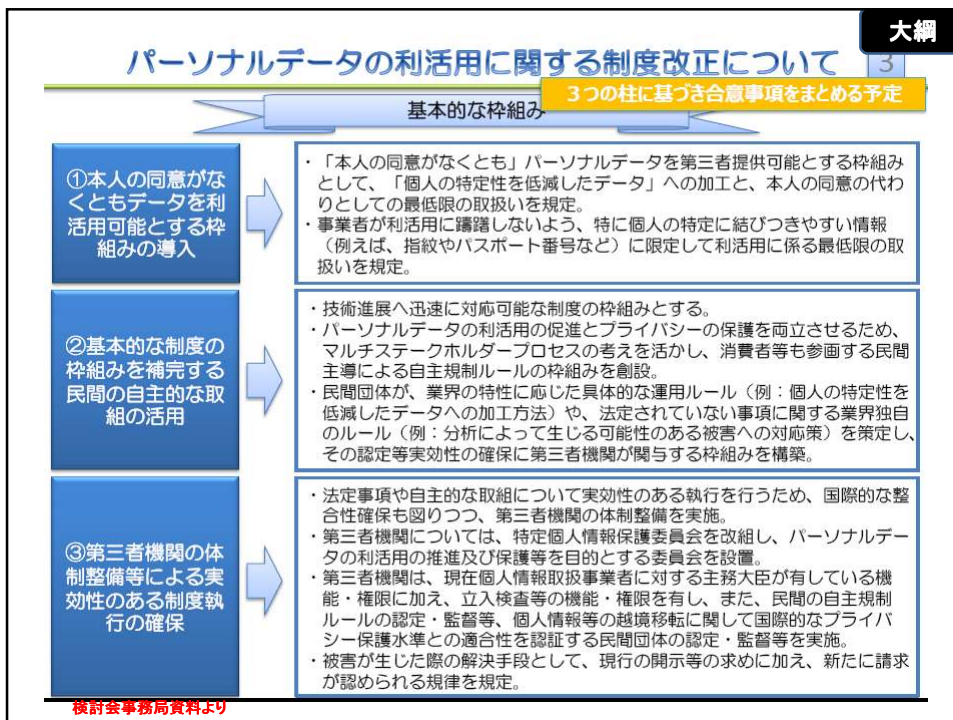 大綱
パーソナルデータの利活用に関する制度改正について
3
3つの柱に基づき合意事項をまとめる予定
基本的な枠組み
①本人の同意がな
くともデータを利
活用可能とする枠
組みの導入
・「本人の同意がなくとも」パーソナルデータを第三者提供可能とする枠組み
として、「個人の特定性を低減したデータ」への加工と、本人の同意の代わ
りとしての最低限の取扱いを規定。
・事業者が利活用に躊躇しないよう、特に個人の特定に結びつきやすい情報
（例えば、指紋やパスポート番号など）に限定して利活用に係る最低限の取
扱いを規定。
②基本的な制度の
枠組みを補完する
民間の自主的な取
組の活用
・技術進展へ迅速に対応可能な制度の枠組みとする。
・パーソナルデータの利活用の促進とプライバシーの保護を両立させるため、
マルチステークホルダープロセスの考えを活かし、消費者等も参画する民間
主導による自主規制ルールの枠組みを創設。
・民間団体が、業界の特性に応じた具体的な運用ルール（例：個人の特定性を
低減したデータへの加工方法）や、法定されていない事項に関する業界独自
のルール（例：分析によって生じる可能性のある被害への対応策）を策定し、
その認定等実効性の確保に第三者機関が関与する枠組みを構築。
③第三者機関の体
制整備等による実
効性のある制度執
行の確保
・法定事項や自主的な取組について実効性のある執行を行うため、国際的な整
合性確保も図りつつ、第三者機関の体制整備を実施。
・第三者機関については、特定個人情報保護委員会を改組し、パーソナルデー
タの利活用の推進及び保護等を目的とする委員会を設置。
・第三者機関は、現在個人情報取扱事業者に対する主務大臣が有している機
能・権限に加え、立入検査等の機能・権限を有し、また、民間の自主規制
ルールの認定・監督等、個人情報等の越境移転に関して国際的なプライバ
シー保護水準との適合性を認証する民間団体の認定・監督等を実施。
・被害が生じた際の解決手段として、現行の開示等の求めに加え、新たに請求
が認められる規律を規定。
検討会事務局資料より